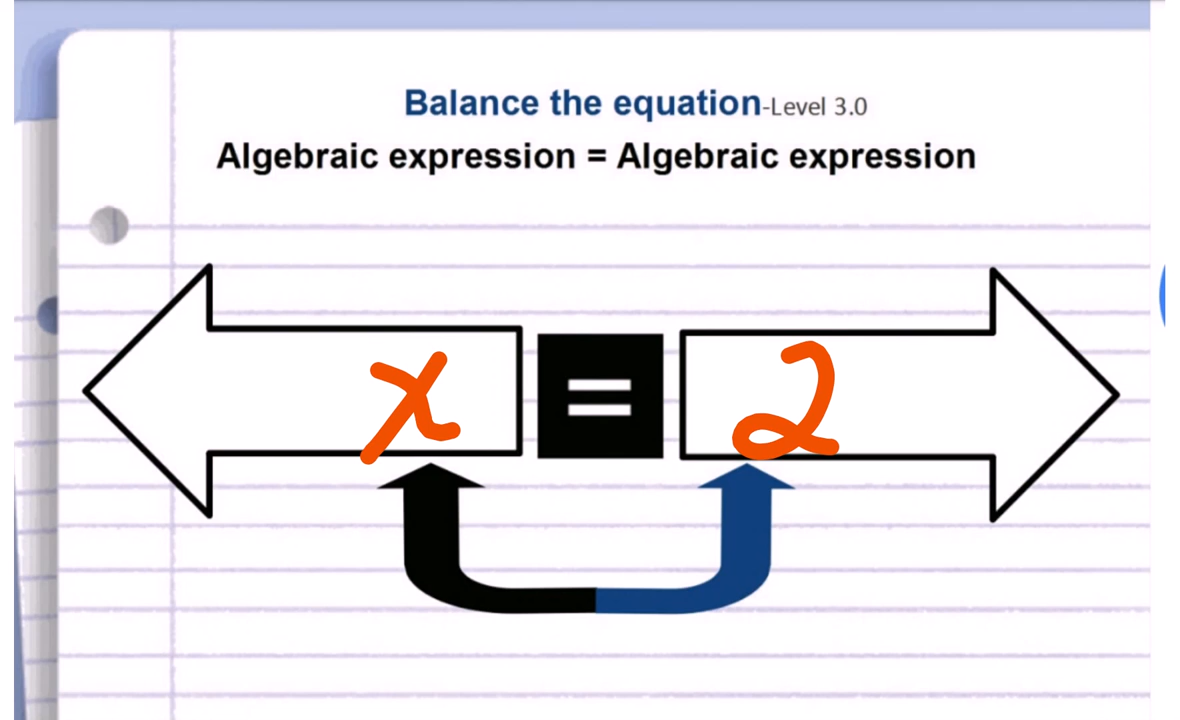 Balance the equation-Level 3.0
Algebraic expression = Algebraic expression
x = 2